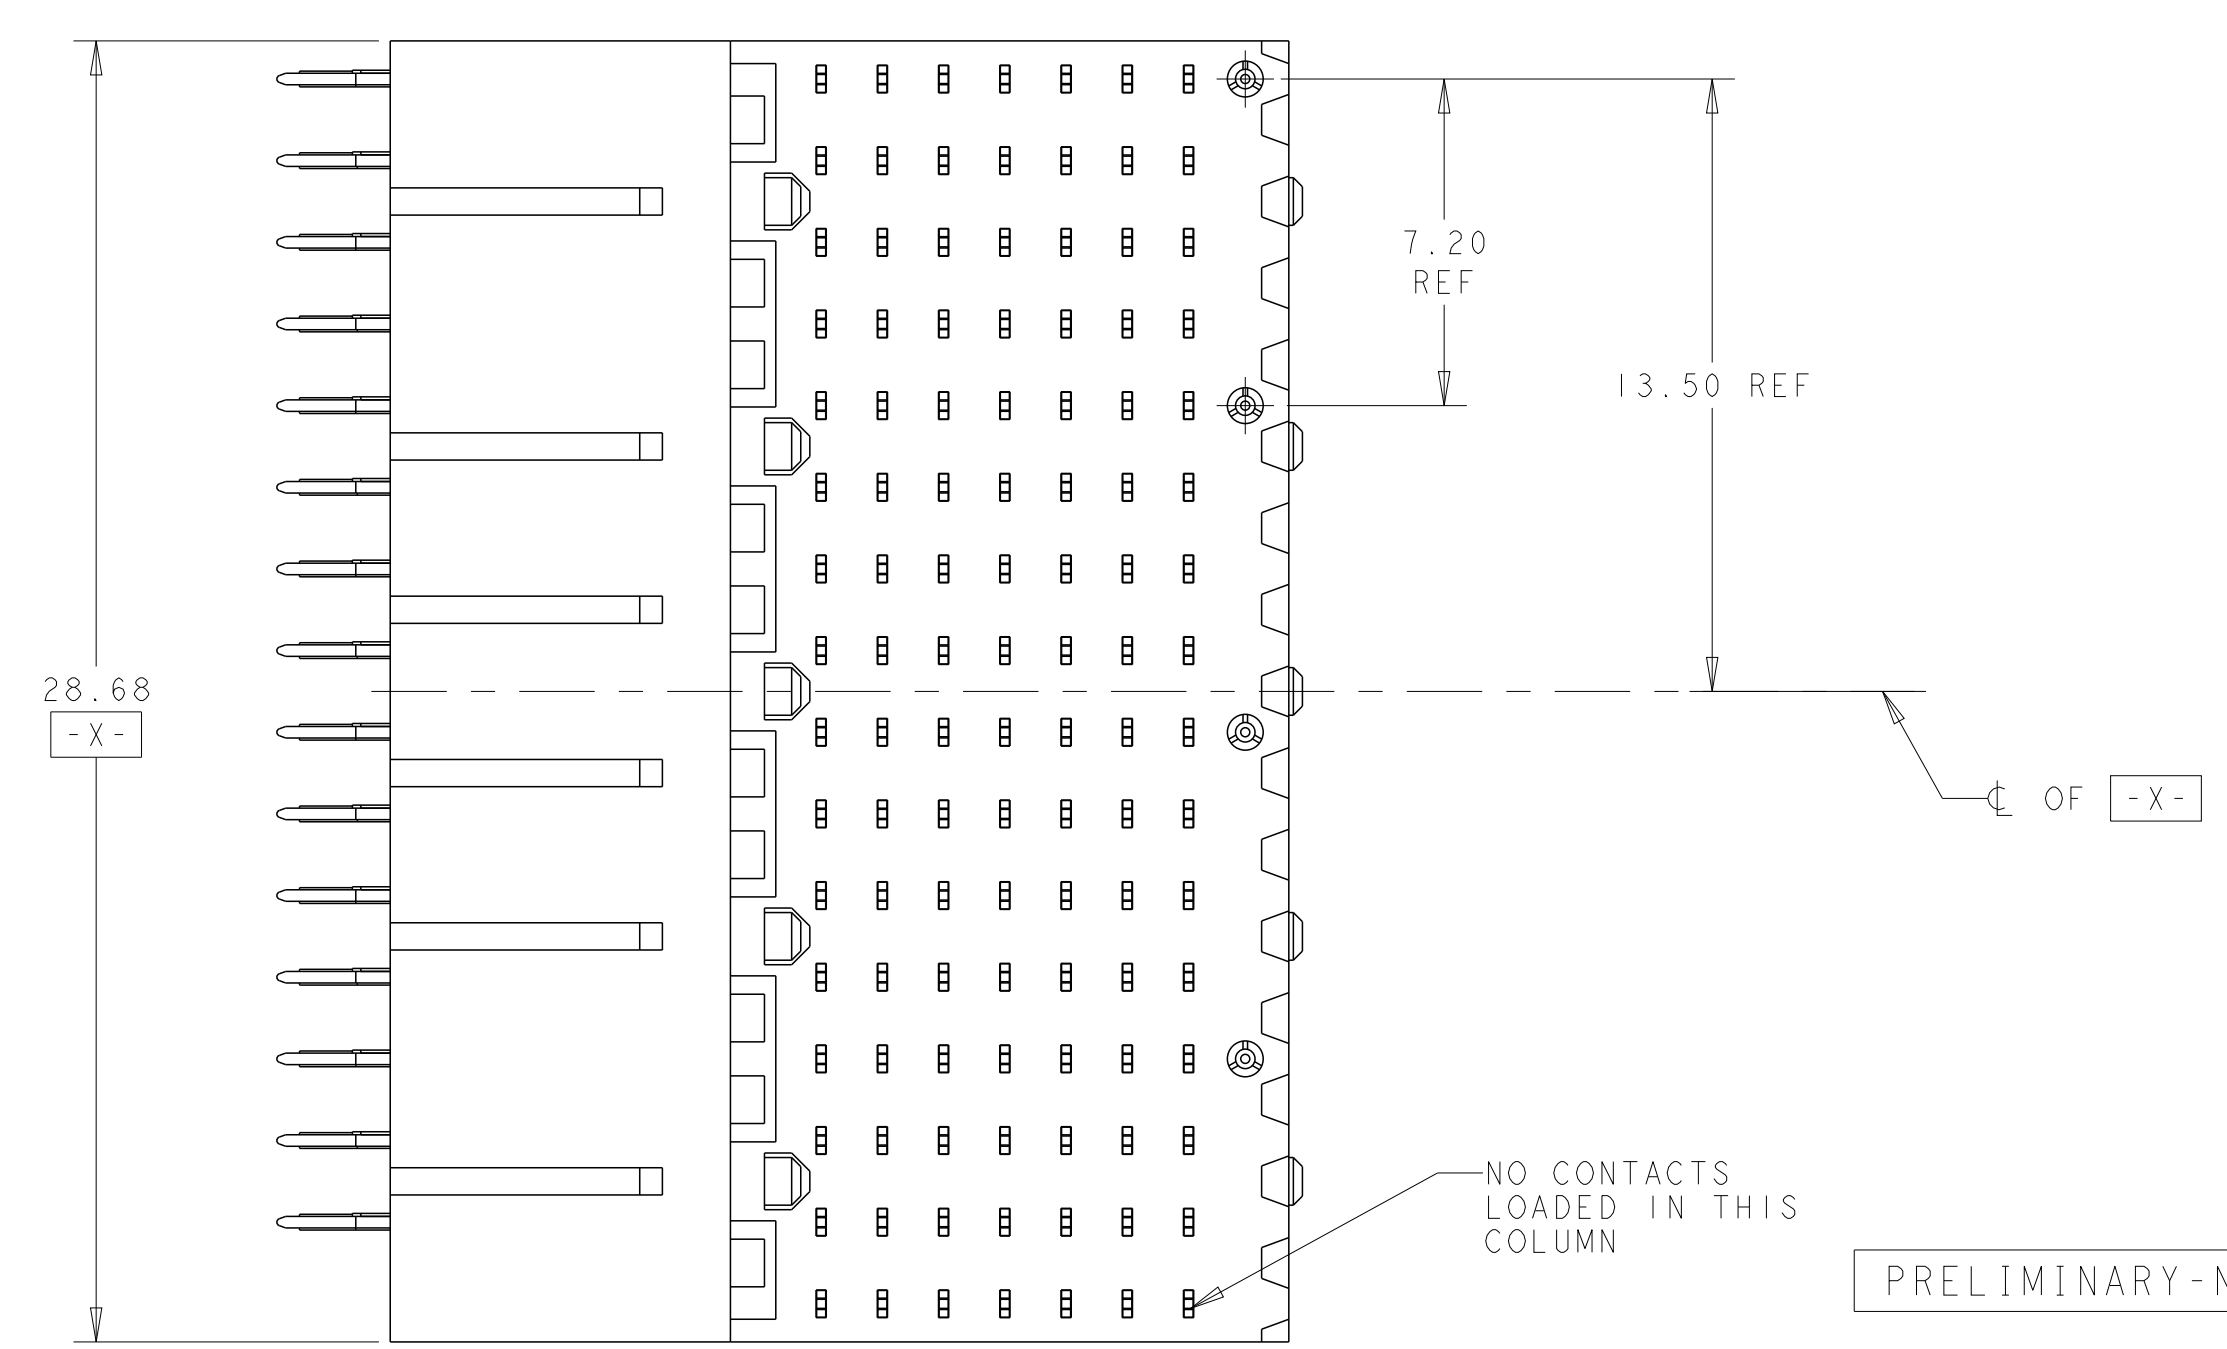 7.20
REF
13.50 REF
28.68
-X-
℄ OF -X-
NO CONTACTS
LOADED IN THIS
COLUMN
PRELIMINARY-